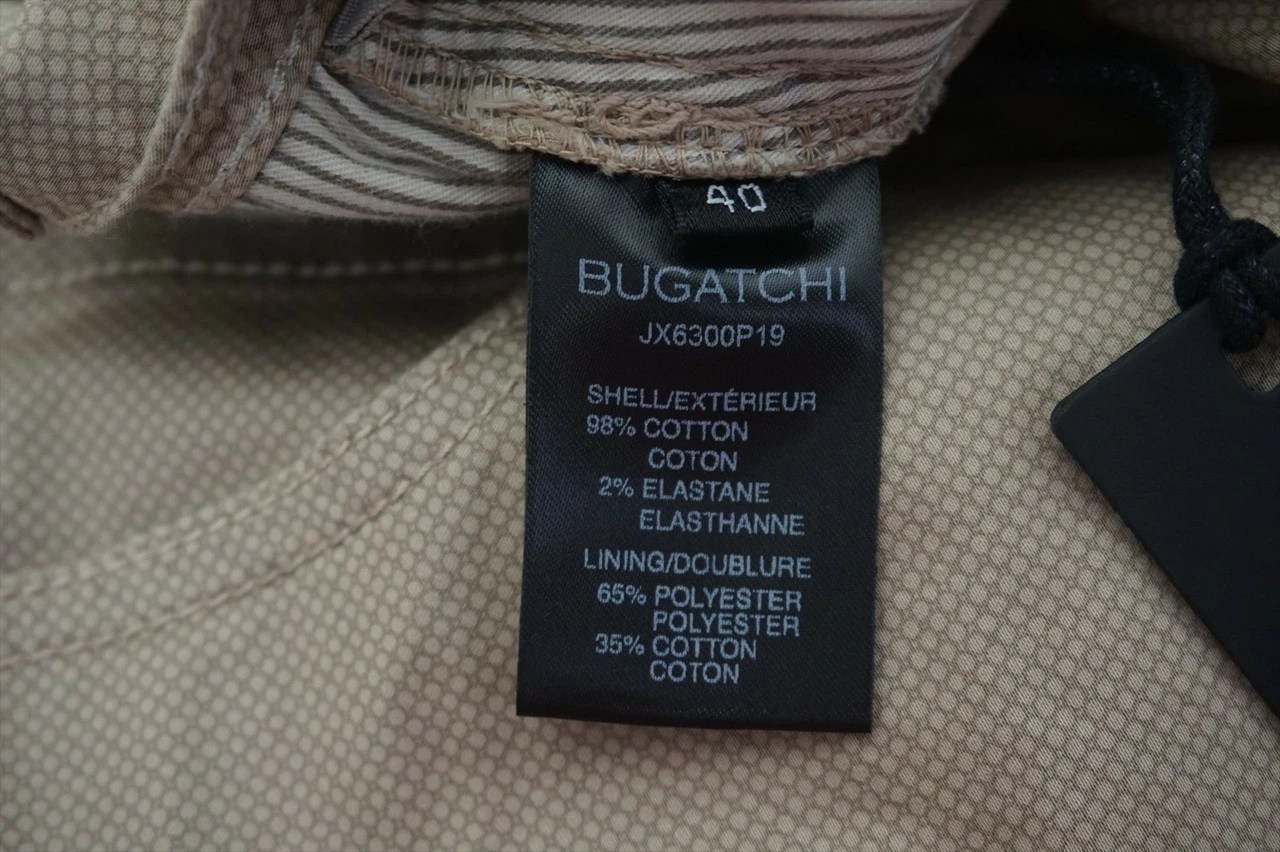 40
BUGATCHI
JX6300P19
SHELL/EXTÉRIEUR
98% COTTON
COTON
2% ELASTANE
ELASTHANNE
LINING/DOUBLURE
65% POLYESTER
POLYESTER
35% COTTON
COTON